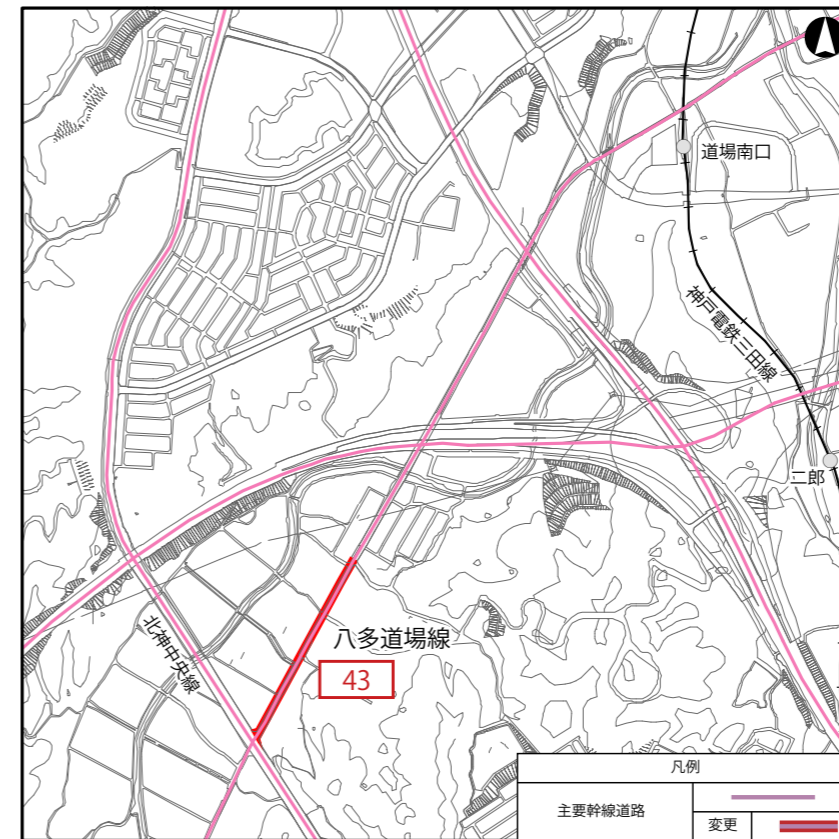 道場南口
神戸電鉄三田線
二郎
八多道場線
43
北神中央線
凡例
主要幹線道路
変更